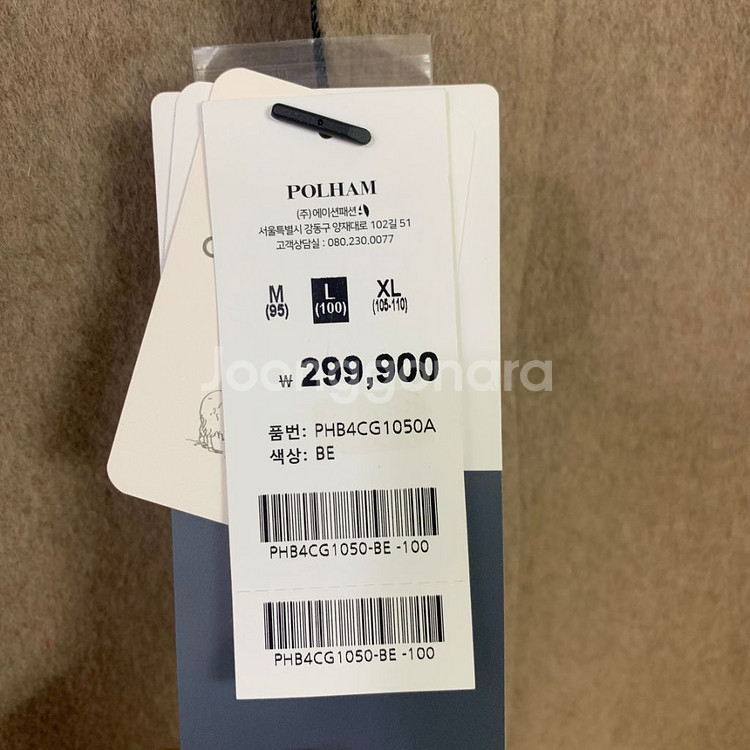 POLHAM
(주)에이션패션
서울특별시 강동구 양재대로 102길 51
고객상담실 : 080.230.0077
M L XL
(95) (100) (105-110)
₩ 299,900
Joonggonara
품번: PHB4CG1050A
색상: BE
PHB4CG1050-BE -100
PHB4CG1050-BE -100